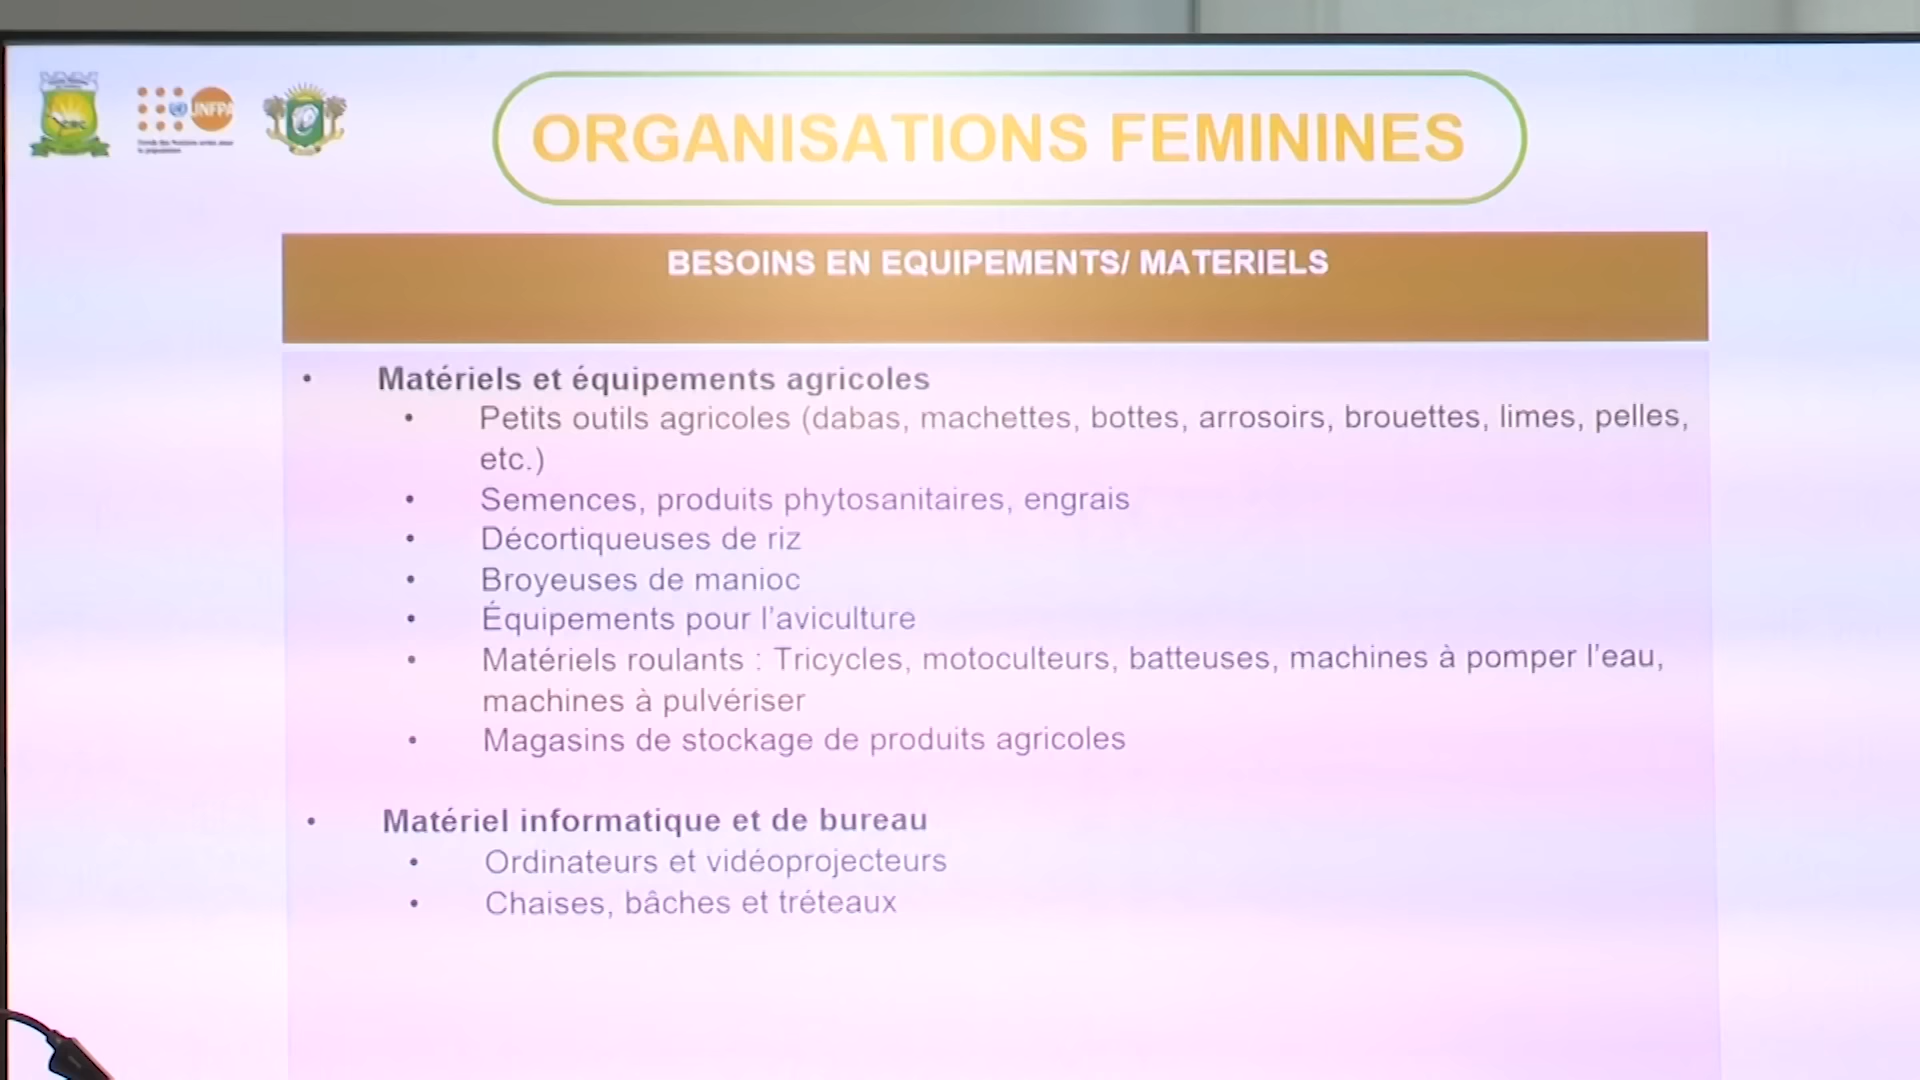 UNFPA
ORGANISATIONS FEMININES
BESOINS EN EQUIPEMENTS/ MATERIELS
• Matériels et équipements agricoles
• Petits outils agricoles (dabas, machettes, bottes, arrosoirs, brouettes, limes, pelles,
etc.)
• Semences, produits phytosanitaires, engrais
• Décortiqueuses de riz
• Broyeuses de manioc
• Équipements pour l'aviculture
• Matériels roulants : Tricycles, motoculteurs, batteuses, machines à pomper l'eau,
machines à pulvériser
• Magasins de stockage de produits agricoles
• Matériel informatique et de bureau
• Ordinateurs et vidéoprojecteurs
• Chaises, bâches et tréteaux